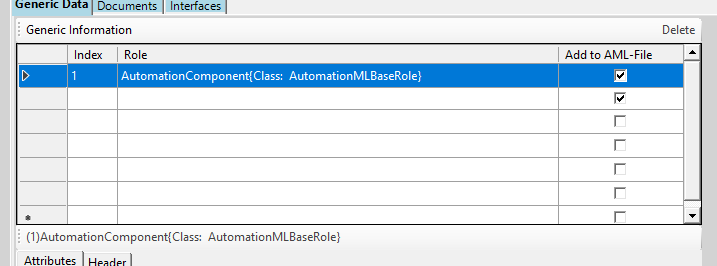 Generic Data Documents Interfaces
Generic Information Delete
Index Role Add to AML-File
1 AutomationComponent{Class:  AutomationMLBaseRole}
*
(1)AutomationComponent{Class:  AutomationMLBaseRole}
Attributes Header